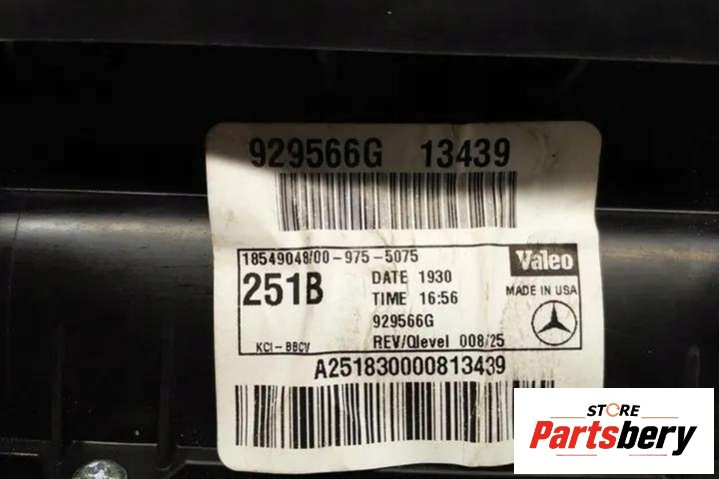 929566G 13439
18549048/00-975-5075
Valeo
251B
DATE 1930
MADE IN USA
TIME 16:56
929566G
KCI-BBCV
REV/Qlevel 008/25
A251830000813439
STORE
Partsbery